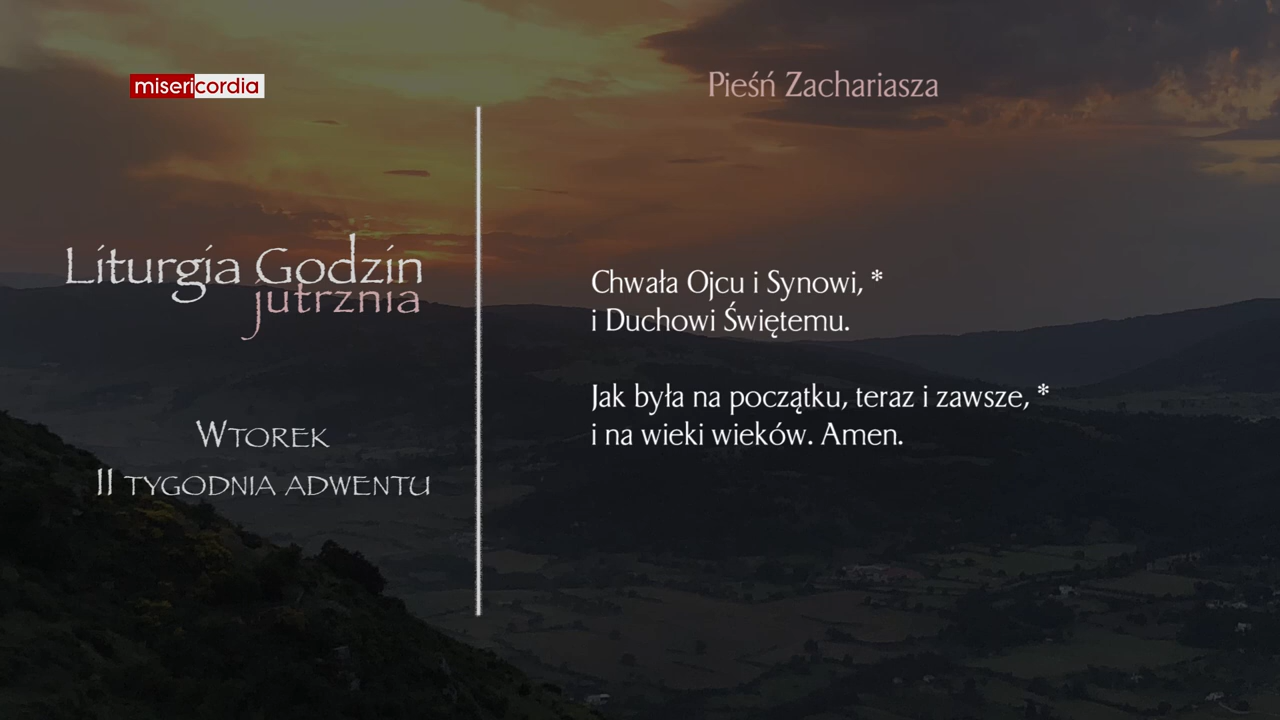 misericordia
Pieśń Zachariasza
Liturgia Godzin
jutrznia
Wtorek
II tygodnia adwentu
Chwała Ojcu i Synowi, *
i Duchowi Świętemu.
Jak była na początku, teraz i zawsze, *
i na wieki wieków. Amen.